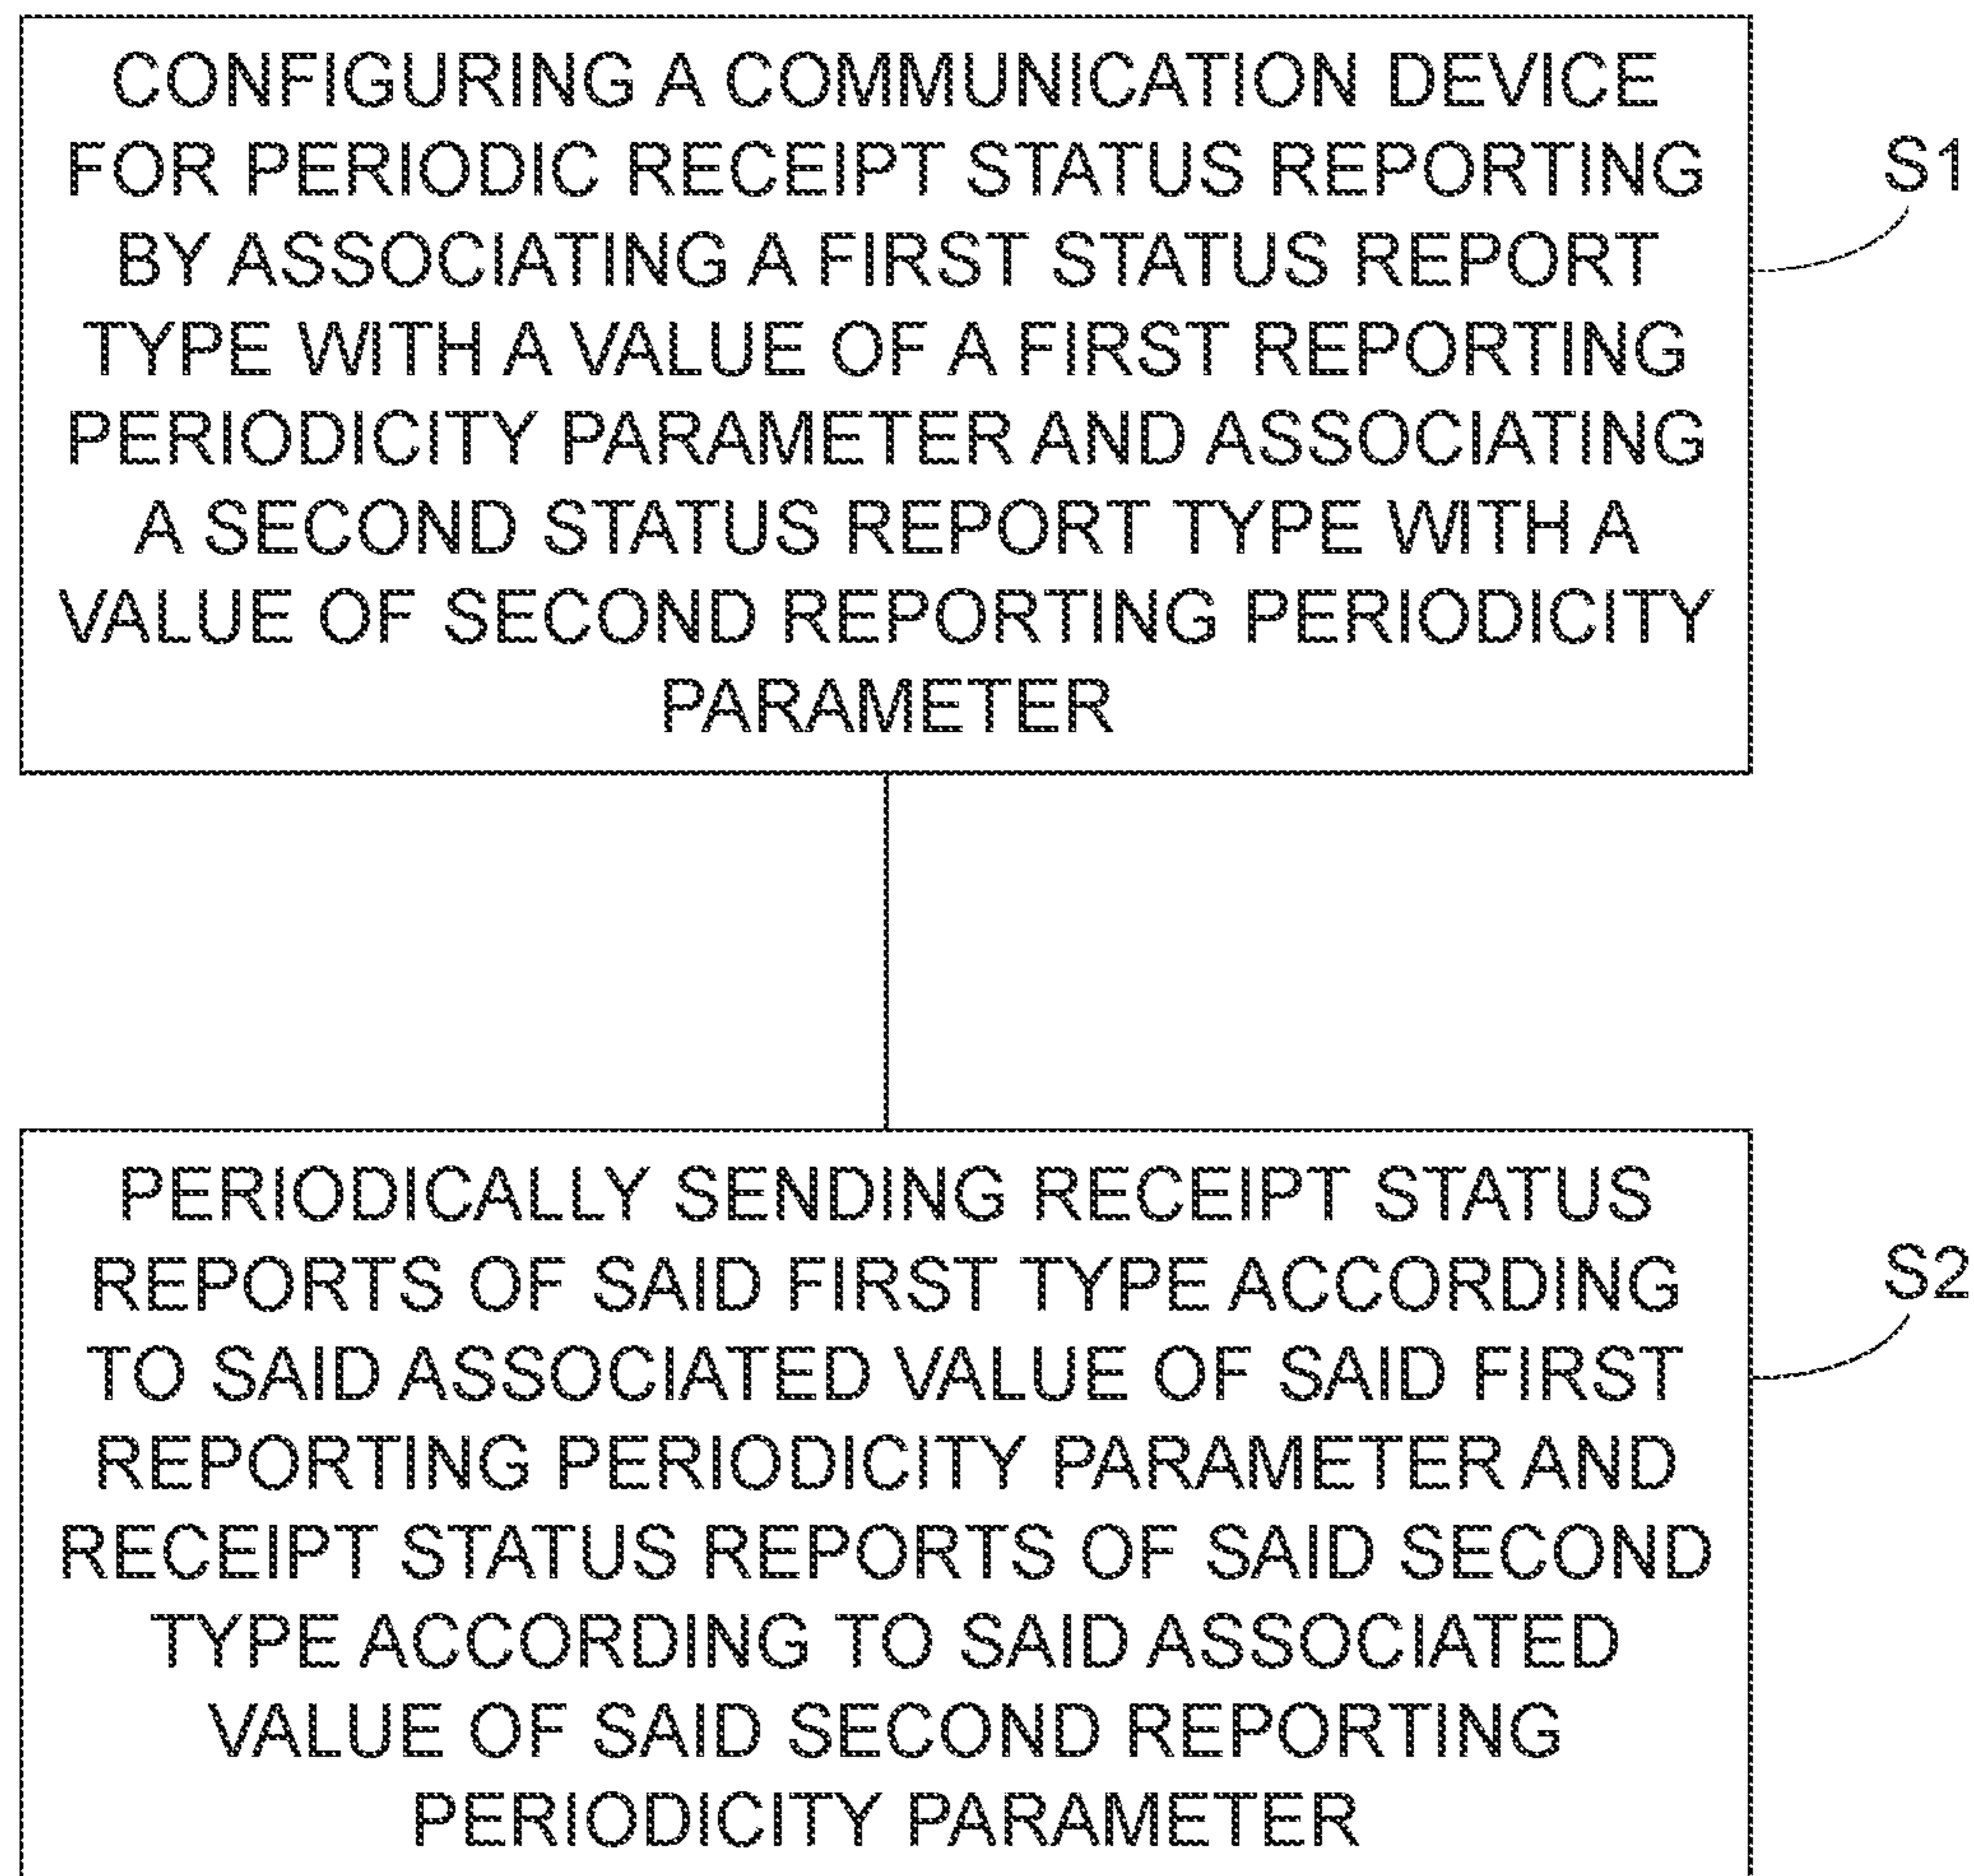 CONFIGURING A COMMUNICATION DEVICE
FOR PERIODIC RECEIPT STATUS REPORTING
BY ASSOCIATING A FIRST STATUS REPORT
TYPE WITH A VALUE OF A FIRST REPORTING
PERIODICITY PARAMETER AND ASSOCIATING
A SECOND STATUS REPORT TYPE WITH A
VALUE OF SECOND REPORTING PERIODICITY
PARAMETER
S1
PERIODICALLY SENDING RECEIPT STATUS
REPORTS OF SAID FIRST TYPE ACCORDING
TO SAID ASSOCIATED VALUE OF SAID FIRST
REPORTING PERIODICITY PARAMETER AND
RECEIPT STATUS REPORTS OF SAID SECOND
TYPE ACCORDING TO SAID ASSOCIATED
VALUE OF SAID SECOND REPORTING
PERIODICITY PARAMETER
S2